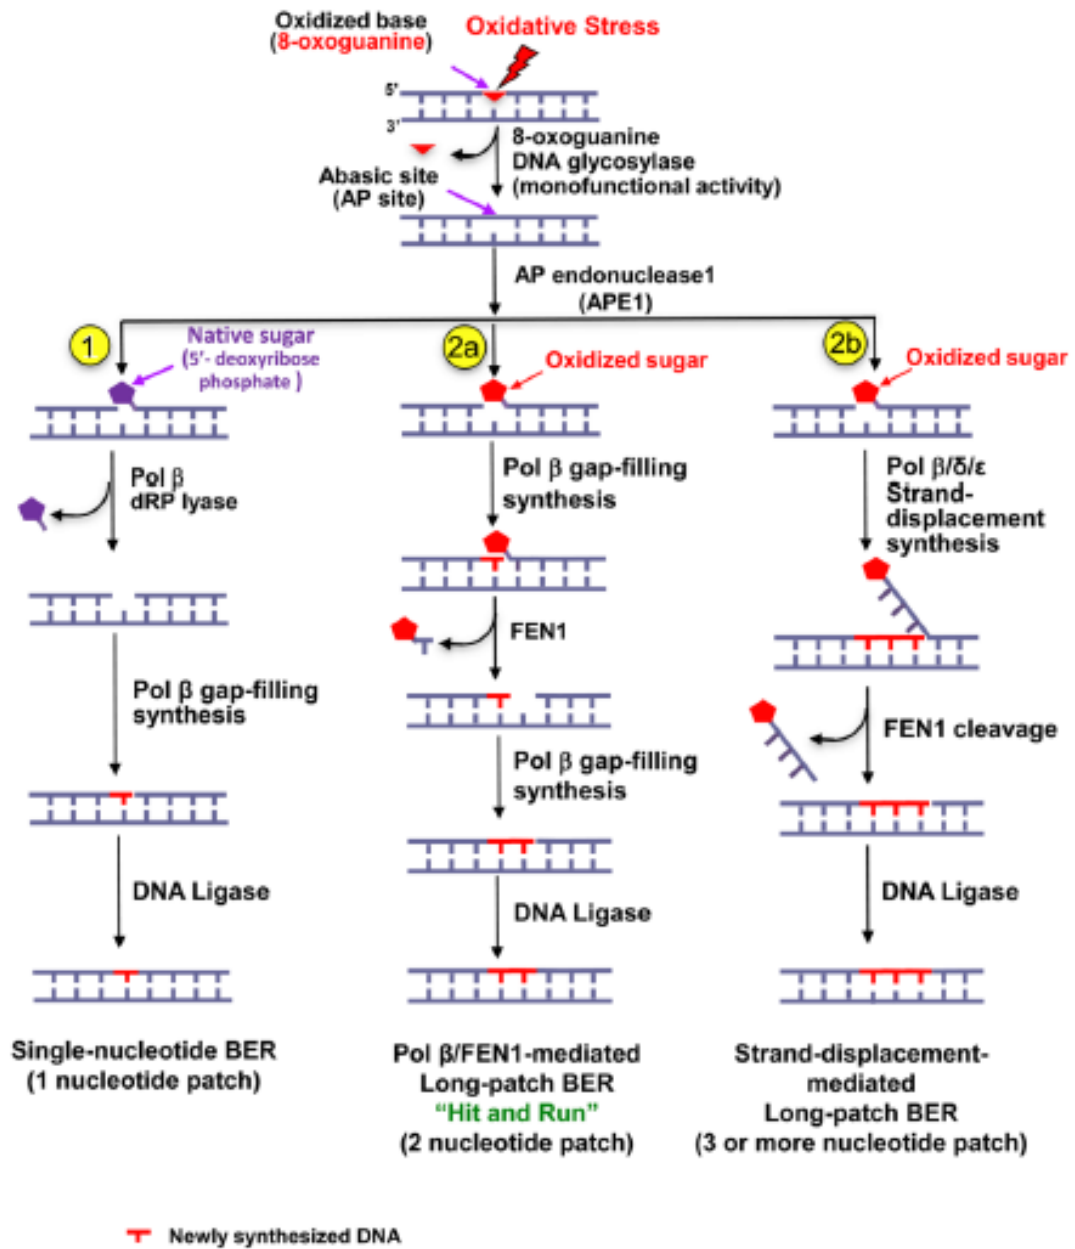 Oxidized base
(8-oxoguanine)
Oxidative Stress
5'
3'
8-oxoguanine
DNA glycosylase
(monofunctional activity)
Abasic site
(AP site)
AP endonuclease1
(APE1)
1
Native sugar
(5'- deoxyribose
phosphate )
2a
Oxidized sugar
2b
Oxidized sugar
Pol β
dRP lyase
Pol β gap-filling
synthesis
Pol β/δ/ε
Strand-
displacement
synthesis
FEN1
Pol β gap-filling
synthesis
Pol β gap-filling
synthesis
FEN1 cleavage
DNA Ligase
DNA Ligase
DNA Ligase
Single-nucleotide BER
(1 nucleotide patch)
Pol β/FEN1-mediated
Long-patch BER
“Hit and Run”
(2 nucleotide patch)
Strand-displacement-
mediated
Long-patch BER
(3 or more nucleotide patch)
Newly synthesized DNA